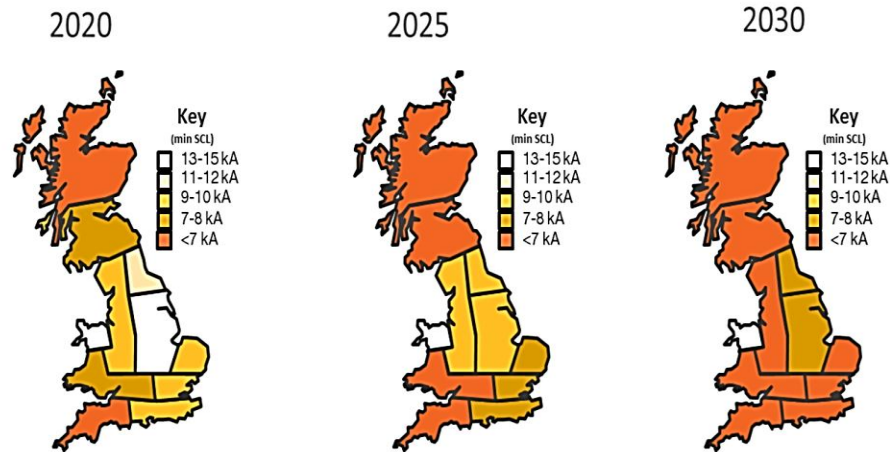 2020
Key
(min SCL)
13-15 kA
11-12 kA
9-10 kA
7-8 kA
<7 kA
2025
Key
(min SCL)
13-15 kA
11-12 kA
9-10 kA
7-8 kA
<7 kA
2030
Key
(min SCL)
13-15 kA
11-12 kA
9-10 kA
7-8 kA
<7 kA